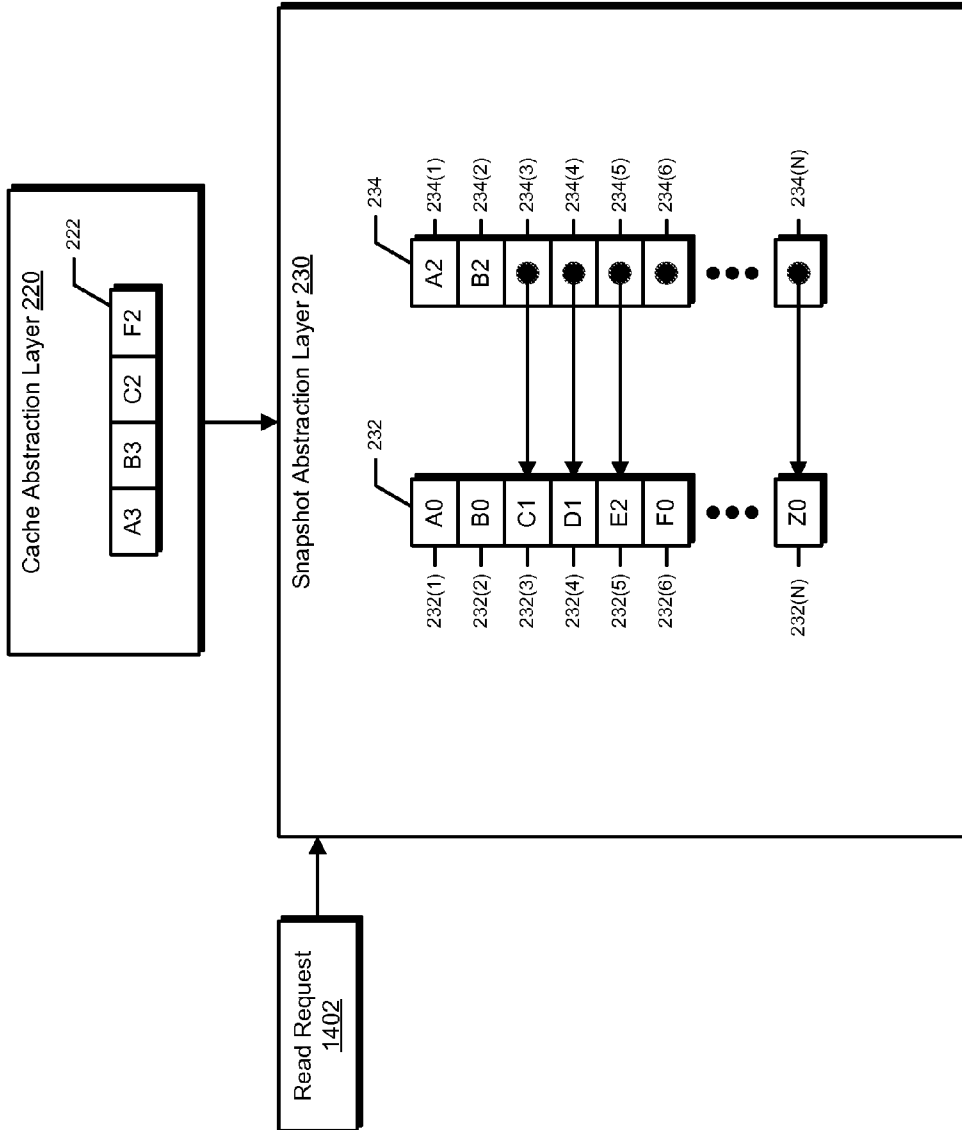 Cache Abstraction Layer 220
222
A3 B3 C2 F2
Read Request
1402
Snapshot Abstraction Layer 230
232 234
232(1) A0 A2 234(1)
232(2) B0 B2 234(2)
232(3) C1 234(3)
232(4) D1 234(4)
232(5) E2 234(5)
232(6) F0 234(6)
232(N) Z0 234(N)